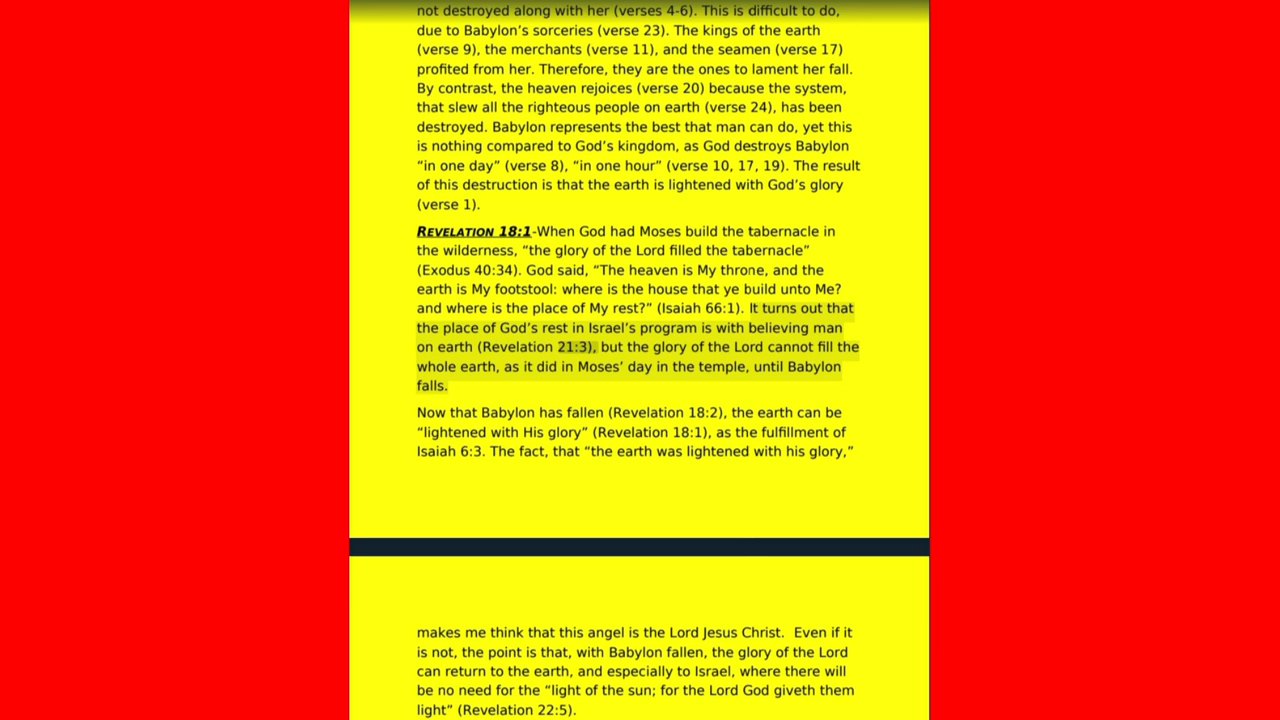 not destroyed along with her (verses 4-6). This is difficult to do,
due to Babylon’s sorceries (verse 23). The kings of the earth
(verse 9), the merchants (verse 11), and the seamen (verse 17)
profited from her. Therefore, they are the ones to lament her fall.
By contrast, the heaven rejoices (verse 20) because the system,
that slew all the righteous people on earth (verse 24), has been
destroyed. Babylon represents the best that man can do, yet this
is nothing compared to God’s kingdom, as God destroys Babylon
“in one day” (verse 8), “in one hour” (verse 10, 17, 19). The result
of this destruction is that the earth is lightened with God’s glory
(verse 1).
REVELATION 18:1-When God had Moses build the tabernacle in
the wilderness, “the glory of the Lord filled the tabernacle”
(Exodus 40:34). God said, “The heaven is My throne, and the
earth is My footstool: where is the house that ye build unto Me?
and where is the place of My rest?” (Isaiah 66:1). It turns out that
the place of God’s rest in Israel’s program is with believing man
on earth (Revelation 21:3), but the glory of the Lord cannot fill the
whole earth, as it did in Moses’ day in the temple, until Babylon
falls.
Now that Babylon has fallen (Revelation 18:2), the earth can be
“lightened with His glory” (Revelation 18:1), as the fulfillment of
Isaiah 6:3. The fact, that “the earth was lightened with his glory,”
makes me think that this angel is the Lord Jesus Christ.  Even if it
is not, the point is that, with Babylon fallen, the glory of the Lord
can return to the earth, and especially to Israel, where there will
be no need for the “light of the sun; for the Lord God giveth them
light” (Revelation 22:5).